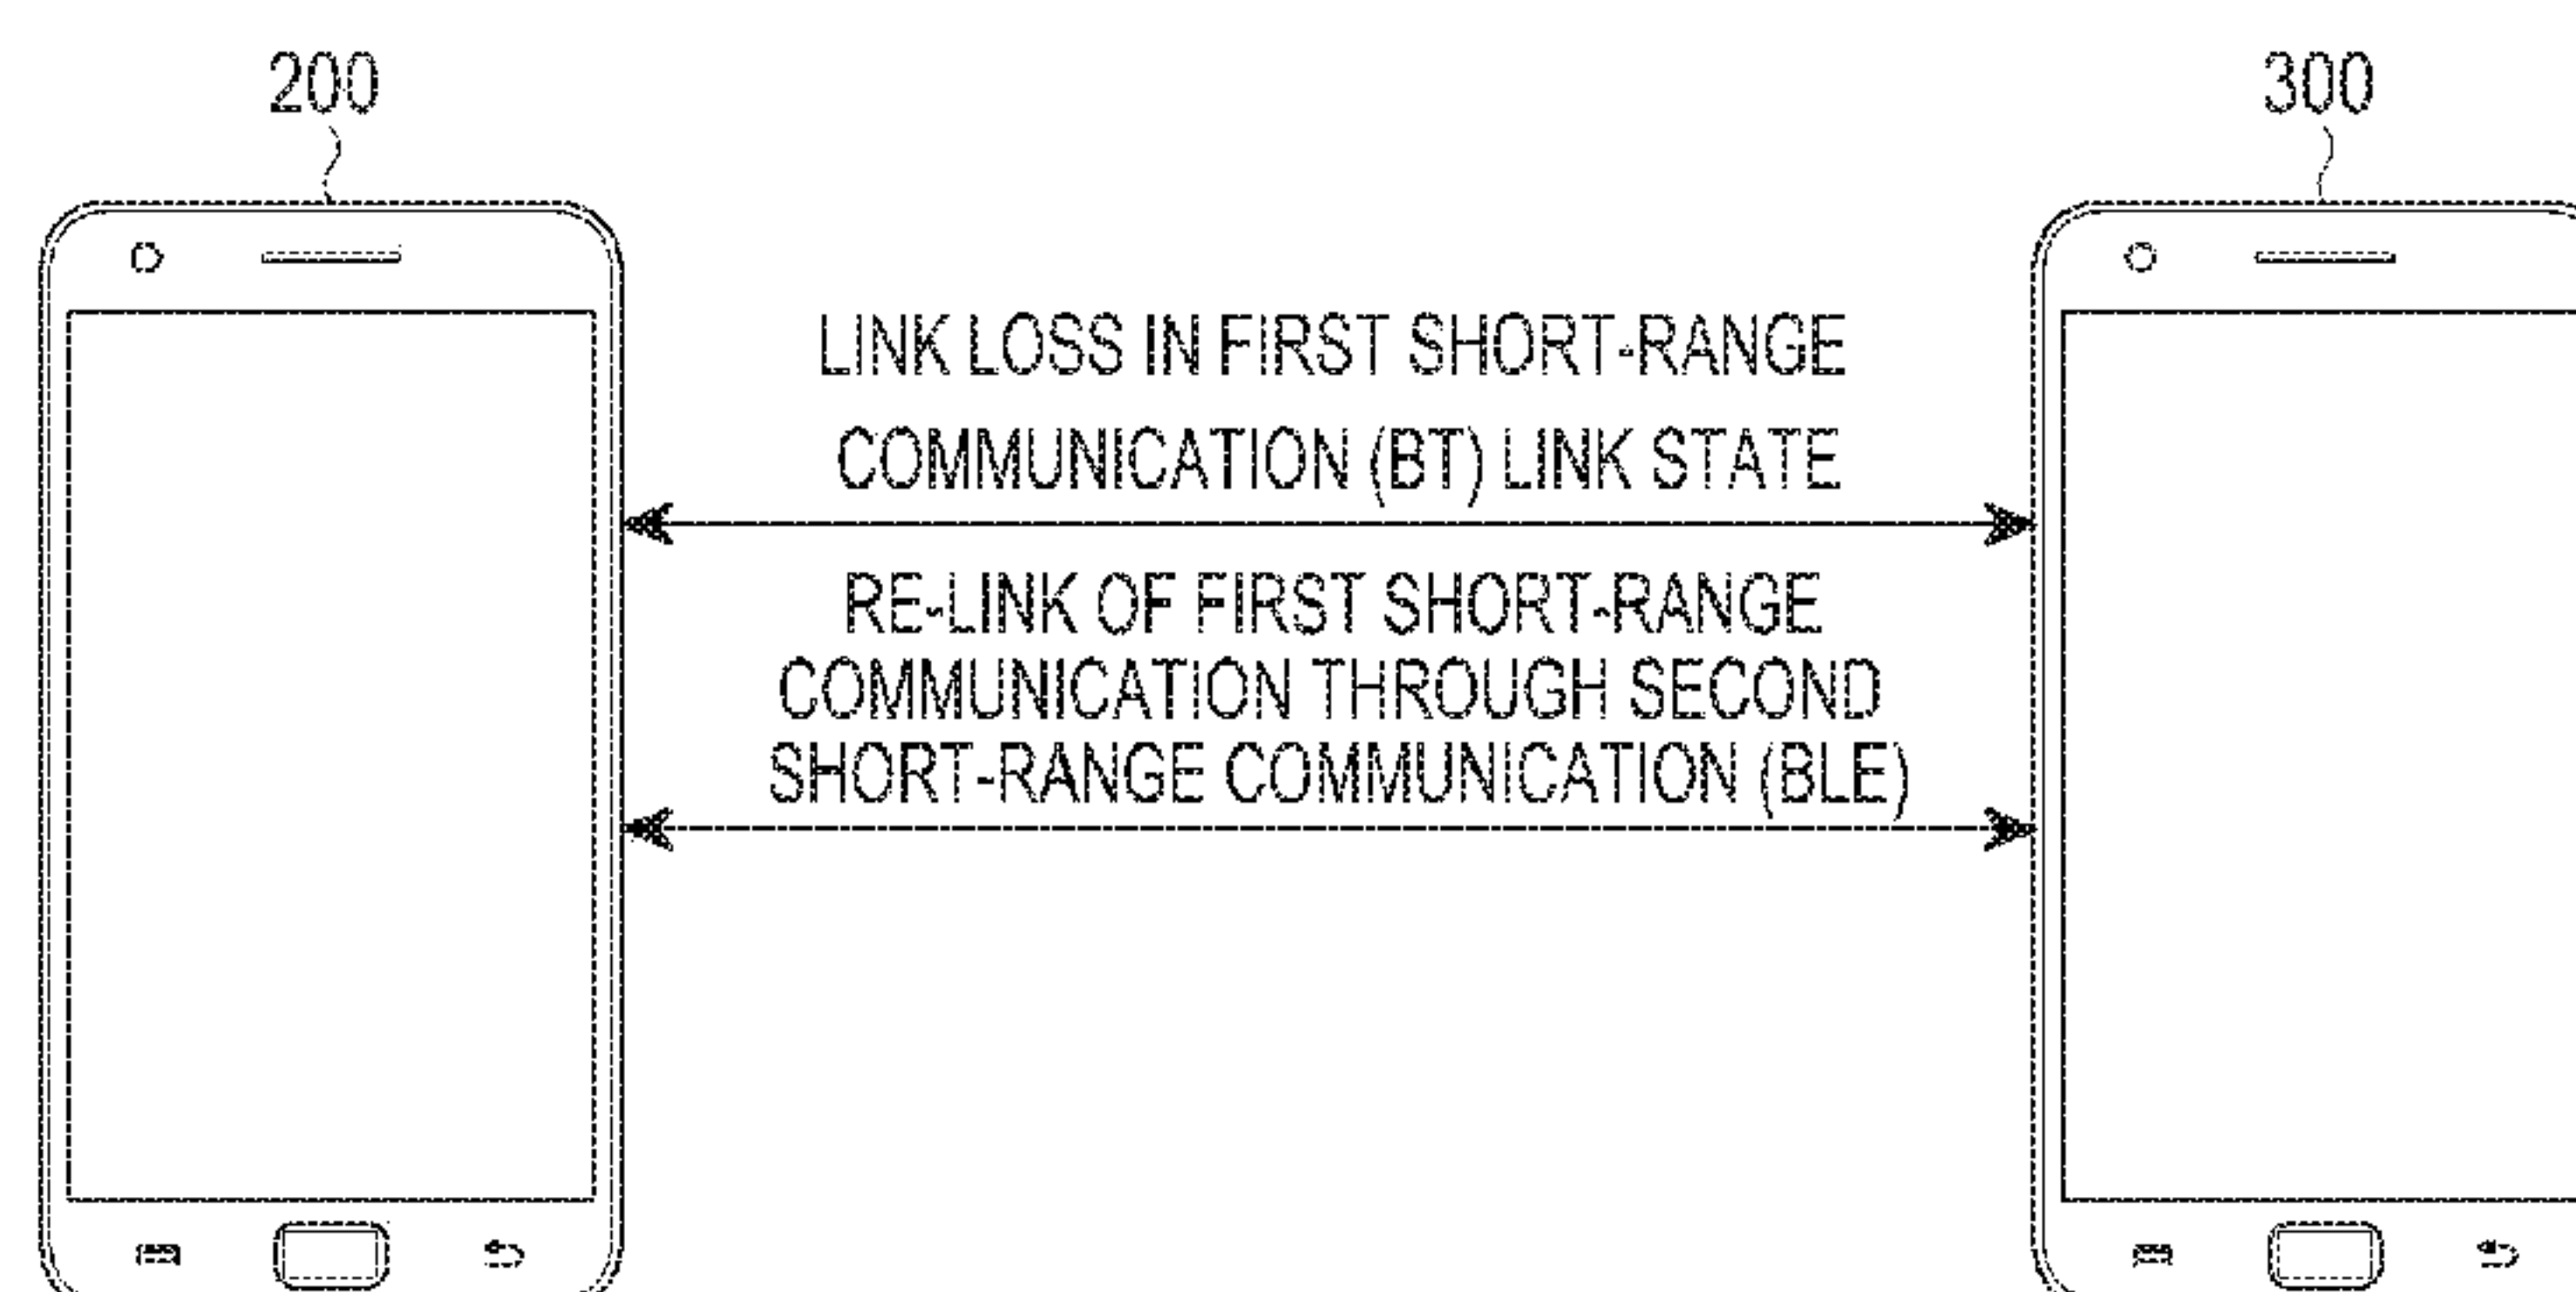 200
300
LINK LOSS IN FIRST SHORT-RANGE
COMMUNICATION (BT) LINK STATE
RE-LINK OF FIRST SHORT-RANGE
COMMUNICATION THROUGH SECOND
SHORT-RANGE COMMUNICATION (BLE)